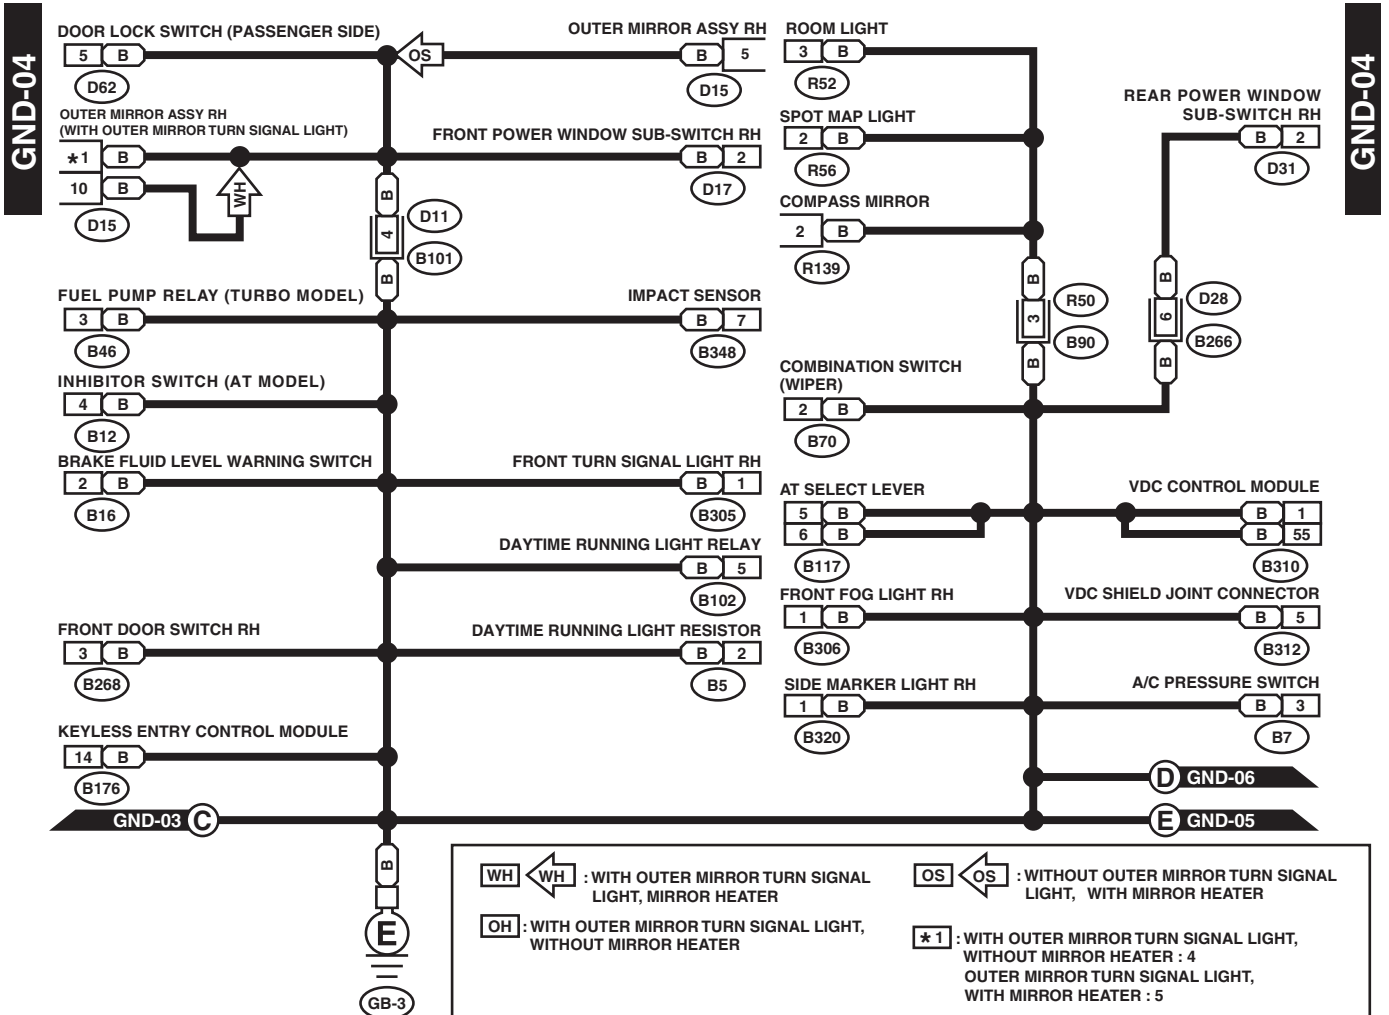 GND-04
GND-04
DOOR LOCK SWITCH (PASSENGER SIDE)
5 B
D62
OS
OUTER MIRROR ASSY RH
B 5
D15
OUTER MIRROR ASSY RH
(WITH OUTER MIRROR TURN SIGNAL LIGHT)
*1 B
10 B
D15
WH
FRONT POWER WINDOW SUB-SWITCH RH
B 2
D17
B
4
B
D11
B101
FUEL PUMP RELAY (TURBO MODEL)
3 B
B46
IMPACT SENSOR
B 7
B348
INHIBITOR SWITCH (AT MODEL)
4 B
B12
BRAKE FLUID LEVEL WARNING SWITCH
2 B
B16
FRONT TURN SIGNAL LIGHT RH
B 1
B305
DAYTIME RUNNING LIGHT RELAY
B 5
B102
FRONT DOOR SWITCH RH
3 B
B268
DAYTIME RUNNING LIGHT RESISTOR
B 2
B5
KEYLESS ENTRY CONTROL MODULE
14 B
B176
GND-03 C
B
E
GB-3
ROOM LIGHT
3 B
R52
SPOT MAP LIGHT
2 B
R56
COMPASS MIRROR
2 B
R139
REAR POWER WINDOW
SUB-SWITCH RH
B 2
D31
B
3
B
R50
B90
B
6
B
D28
B266
COMBINATION SWITCH
(WIPER)
2 B
B70
AT SELECT LEVER
5 B
6 B
B117
VDC CONTROL MODULE
B 1
B 55
B310
FRONT FOG LIGHT RH
1 B
B306
VDC SHIELD JOINT CONNECTOR
B 5
B312
SIDE MARKER LIGHT RH
1 B
B320
A/C PRESSURE SWITCH
B 3
B7
D GND-06
E GND-05
WH WH : WITH OUTER MIRROR TURN SIGNAL
LIGHT, MIRROR HEATER
OH : WITH OUTER MIRROR TURN SIGNAL LIGHT,
WITHOUT MIRROR HEATER
OS OS : WITHOUT OUTER MIRROR TURN SIGNAL
LIGHT, WITH MIRROR HEATER
*1 : WITH OUTER MIRROR TURN SIGNAL LIGHT,
WITHOUT MIRROR HEATER : 4
OUTER MIRROR TURN SIGNAL LIGHT,
WITH MIRROR HEATER : 5